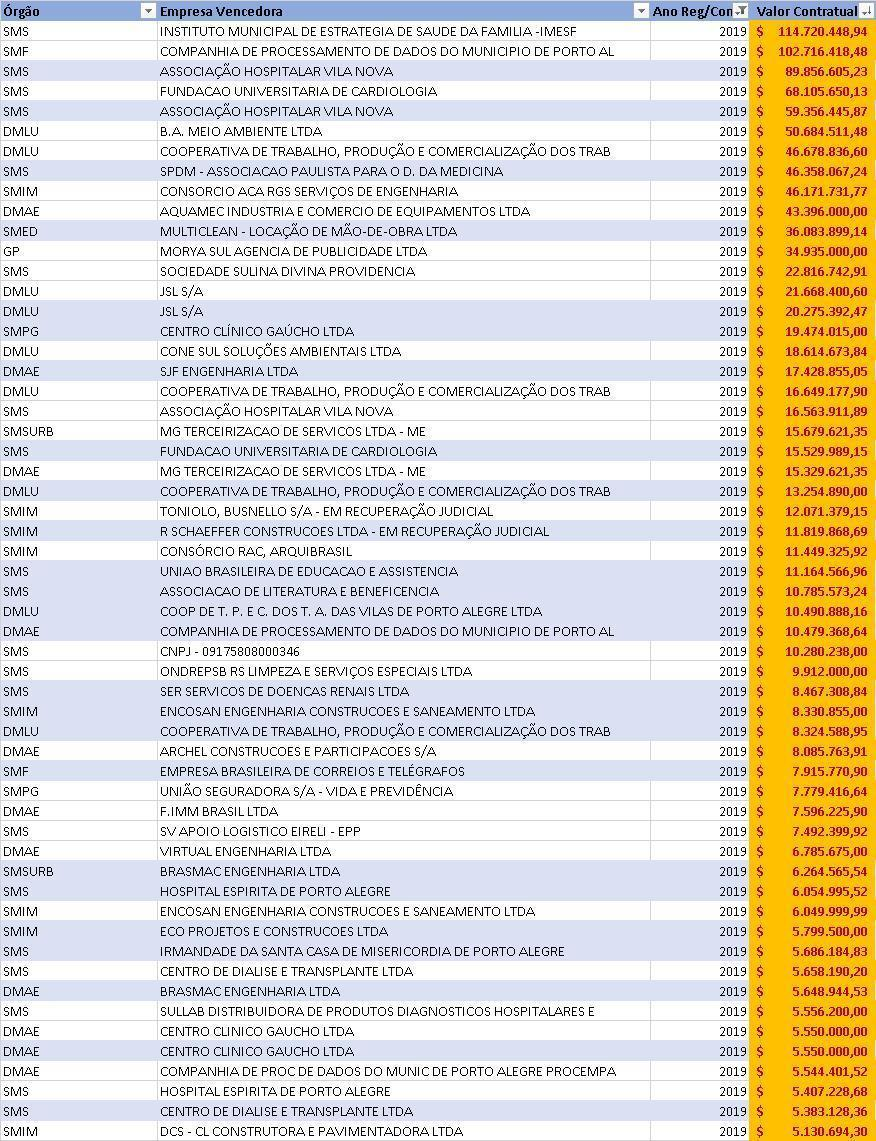 Órgão Empresa Vencedora Ano Reg/Con Valor Contratual
SMS INSTITUTO MUNICIPAL DE ESTRATEGIA DE SAUDE DA FAMILIA -IMESF 2019 $ 114.720.448,94
SMF COMPANHIA DE PROCESSAMENTO DE DADOS DO MUNICIPIO DE PORTO AL 2019 $ 102.716.418,48
SMS ASSOCIAÇÃO HOSPITALAR VILA NOVA 2019 $ 89.856.605,23
SMS FUNDACAO UNIVERSITARIA DE CARDIOLOGIA 2019 $ 68.105.650,13
SMS ASSOCIAÇÃO HOSPITALAR VILA NOVA 2019 $ 59.356.445,87
DMLU B.A. MEIO AMBIENTE LTDA 2019 $ 50.684.511,48
DMLU COOPERATIVA DE TRABALHO, PRODUÇÃO E COMERCIALIZAÇÃO DOS TRAB 2019 $ 46.678.836,60
SMS SPDM - ASSOCIACAO PAULISTA PARA O D. DA MEDICINA 2019 $ 46.358.067,24
SMIM CONSORCIO ACA RGS SERVIÇOS DE ENGENHARIA 2019 $ 46.171.731,77
DMAE AQUAMEC INDUSTRIA E COMERCIO DE EQUIPAMENTOS LTDA 2019 $ 43.396.000,00
SMED MULTICLEAN - LOCAÇÃO DE MÃO-DE-OBRA LTDA 2019 $ 36.083.899,14
GP MORYA SUL AGENCIA DE PUBLICIDADE LTDA 2019 $ 34.935.000,00
SMS SOCIEDADE SULINA DIVINA PROVIDENCIA 2019 $ 22.816.742,91
DMLU JSL S/A 2019 $ 21.668.400,60
DMLU JSL S/A 2019 $ 20.275.392,47
SMPG CENTRO CLÍNICO GAÚCHO LTDA 2019 $ 19.474.015,00
DMLU CONE SUL SOLUÇÕES AMBIENTAIS LTDA 2019 $ 18.614.673,84
DMAE SJF ENGENHARIA LTDA 2019 $ 17.428.855,05
DMLU COOPERATIVA DE TRABALHO, PRODUÇÃO E COMERCIALIZAÇÃO DOS TRAB 2019 $ 16.649.177,90
SMS ASSOCIAÇÃO HOSPITALAR VILA NOVA 2019 $ 16.563.911,89
SMSURB MG TERCEIRIZACAO DE SERVICOS LTDA - ME 2019 $ 15.679.621,35
SMS FUNDACAO UNIVERSITARIA DE CARDIOLOGIA 2019 $ 15.529.989,15
DMAE MG TERCEIRIZACAO DE SERVICOS LTDA - ME 2019 $ 15.329.621,35
DMLU COOPERATIVA DE TRABALHO, PRODUÇÃO E COMERCIALIZAÇÃO DOS TRAB 2019 $ 13.254.890,00
SMIM TONIOLO, BUSNELLO S/A - EM RECUPERAÇÃO JUDICIAL 2019 $ 12.071.379,15
SMIM R SCHAEFFER CONSTRUCOES LTDA - EM RECUPERAÇÃO JUDICIAL 2019 $ 11.819.868,69
SMIM CONSÓRCIO RAC, ARQUIBRASIL 2019 $ 11.449.325,92
SMS UNIAO BRASILEIRA DE EDUCACAO E ASSISTENCIA 2019 $ 11.164.566,96
SMS ASSOCIACAO DE LITERATURA E BENEFICENCIA 2019 $ 10.785.573,24
DMLU COOP DE T. P. E C. DOS T. A. DAS VILAS DE PORTO ALEGRE LTDA 2019 $ 10.490.888,16
DMAE COMPANHIA DE PROCESSAMENTO DE DADOS DO MUNICIPIO DE PORTO AL 2019 $ 10.479.368,64
SMS CNPJ - 09175808000346 2019 $ 10.280.238,00
SMS ONDREPSB RS LIMPEZA E SERVIÇOS ESPECIAIS LTDA 2019 $ 9.912.000,00
SMS SER SERVICOS DE DOENCAS RENAIS LTDA 2019 $ 8.467.308,84
SMIM ENCOSAN ENGENHARIA CONSTRUCOES E SANEAMENTO LTDA 2019 $ 8.330.855,00
DMLU COOPERATIVA DE TRABALHO, PRODUÇÃO E COMERCIALIZAÇÃO DOS TRAB 2019 $ 8.324.588,95
DMAE ARCHEL CONSTRUCOES E PARTICIPACOES S/A 2019 $ 8.085.763,91
SMF EMPRESA BRASILEIRA DE CORREIOS E TELÉGRAFOS 2019 $ 7.915.770,90
SMPG UNIÃO SEGURADORA S/A - VIDA E PREVIDÊNCIA 2019 $ 7.779.416,64
DMAE F.IMM BRASIL LTDA 2019 $ 7.596.225,90
SMS SV APOIO LOGISTICO EIRELI - EPP 2019 $ 7.492.399,92
DMAE VIRTUAL ENGENHARIA LTDA 2019 $ 6.785.675,00
SMSURB BRASMAC ENGENHARIA LTDA 2019 $ 6.264.565,54
SMS HOSPITAL ESPIRITA DE PORTO ALEGRE 2019 $ 6.054.995,52
SMIM ENCOSAN ENGENHARIA CONSTRUCOES E SANEAMENTO LTDA 2019 $ 6.049.999,99
SMIM ECO PROJETOS E CONSTRUCOES LTDA 2019 $ 5.799.500,00
SMS IRMANDADE DA SANTA CASA DE MISERICORDIA DE PORTO ALEGRE 2019 $ 5.686.184,83
SMS CENTRO DE DIALISE E TRANSPLANTE LTDA 2019 $ 5.658.190,20
DMAE BRASMAC ENGENHARIA LTDA 2019 $ 5.648.944,53
SMS SULLAB DISTRIBUIDORA DE PRODUTOS DIAGNOSTICOS HOSPITALARES E 2019 $ 5.556.200,00
DMAE CENTRO CLINICO GAUCHO LTDA 2019 $ 5.550.000,00
DMAE CENTRO CLINICO GAUCHO LTDA 2019 $ 5.550.000,00
DMAE COMPANHIA DE PROC DE DADOS DO MUNIC DE PORTO ALEGRE PROCEMPA 2019 $ 5.544.401,52
SMS HOSPITAL ESPIRITA DE PORTO ALEGRE 2019 $ 5.407.228,68
SMS CENTRO DE DIALISE E TRANSPLANTE LTDA 2019 $ 5.383.128,36
SMIM DCS - CL CONSTRUTORA E PAVIMENTADORA LTDA 2019 $ 5.130.694,30